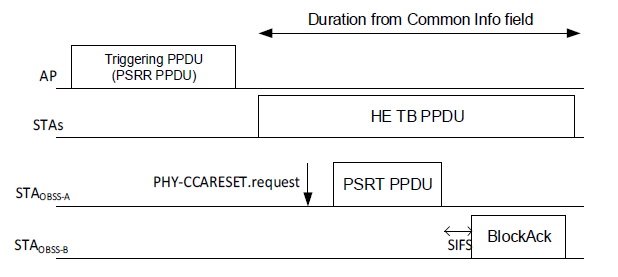 Duration from Common Info field
Triggering PPDU
(PSRR PPDU)
AP
HE TB PPDU
STAs
PHY-CCARESET.request
PSRT PPDU
STAOBSS-A
SIFS
BlockAck
STAOBSS-B